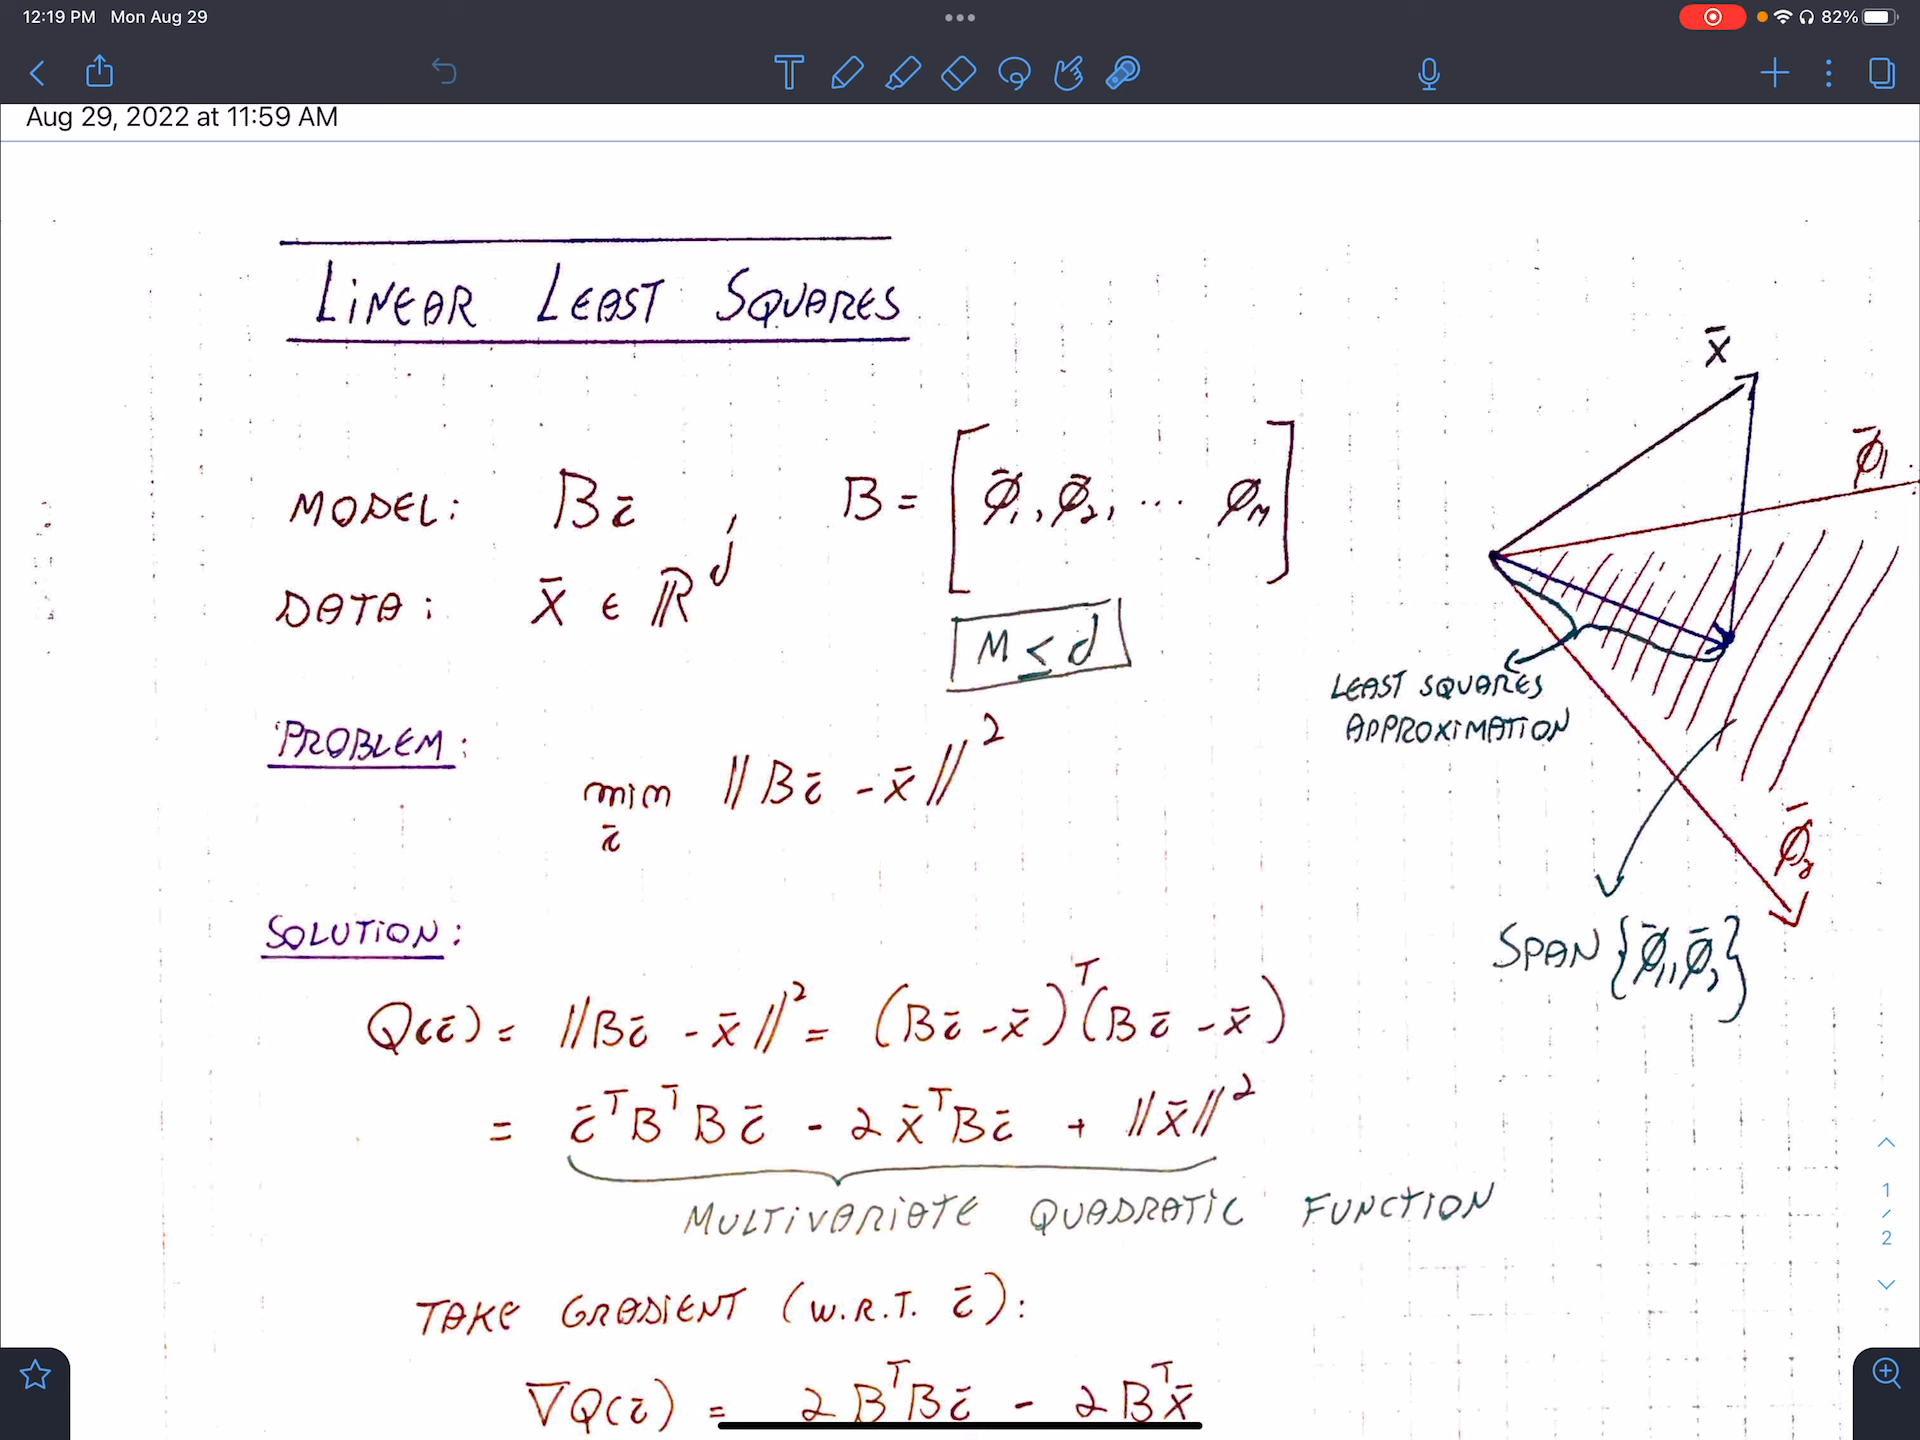 12:19 PM Mon Aug 29
82%
Aug 29, 2022 at 11:59 AM
LINEAR LEAST SQUARES
MODEL: Bc̄ , B = [φ̄₁, φ̄₂, ... φ_M]
DATA: x̄ ∈ ℝᵈ
M ≤ d
PROBLEM:
min ‖Bc̄ - x̄‖²
c̄
SOLUTION:
Q(c̄) = ‖Bc̄ - x̄‖² = (Bc̄ - x̄)ᵀ(Bc̄ - x̄)
= c̄ᵀBᵀBc̄ - 2x̄ᵀBc̄ + ‖x̄‖²
MULTIVARIATE QUADRATIC FUNCTION
TAKE GRADIENT (W.R.T. c̄):
∇Q(c̄) = 2BᵀBc̄ - 2Bᵀx̄
x̄
φ̄₁
LEAST SQUARES
APPROXIMATION
φ̄₂
SPAN {φ̄₁, φ̄₂}
1
/
2